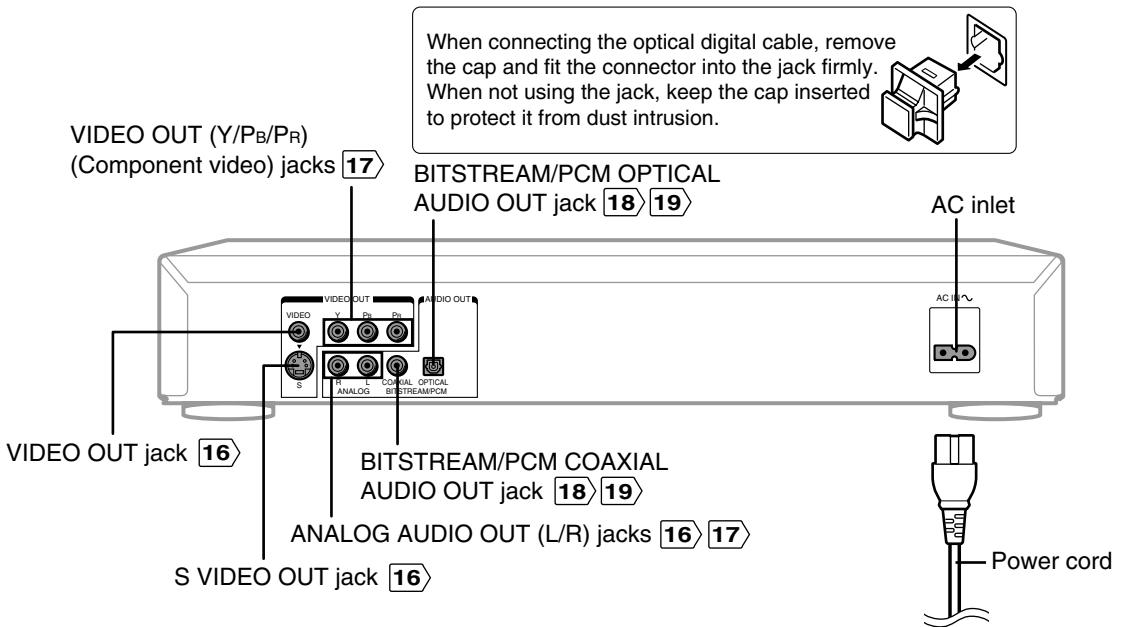 When connecting the optical digital cable, remove
the cap and fit the connector into the jack firmly.
When not using the jack, keep the cap inserted
to protect it from dust intrusion.
VIDEO OUT (Y/PB/PR)
(Component video) jacks 17
BITSTREAM/PCM OPTICAL
AUDIO OUT jack 18 19
AC inlet
VIDEO OUT
AUDIO OUT
VIDEO
Y PB PR
AC IN
S
R L COAXIAL OPTICAL
ANALOG BITSTREAM/PCM
VIDEO OUT jack 16
BITSTREAM/PCM COAXIAL
AUDIO OUT jack 18 19
ANALOG AUDIO OUT (L/R) jacks 16 17
S VIDEO OUT jack 16
Power cord